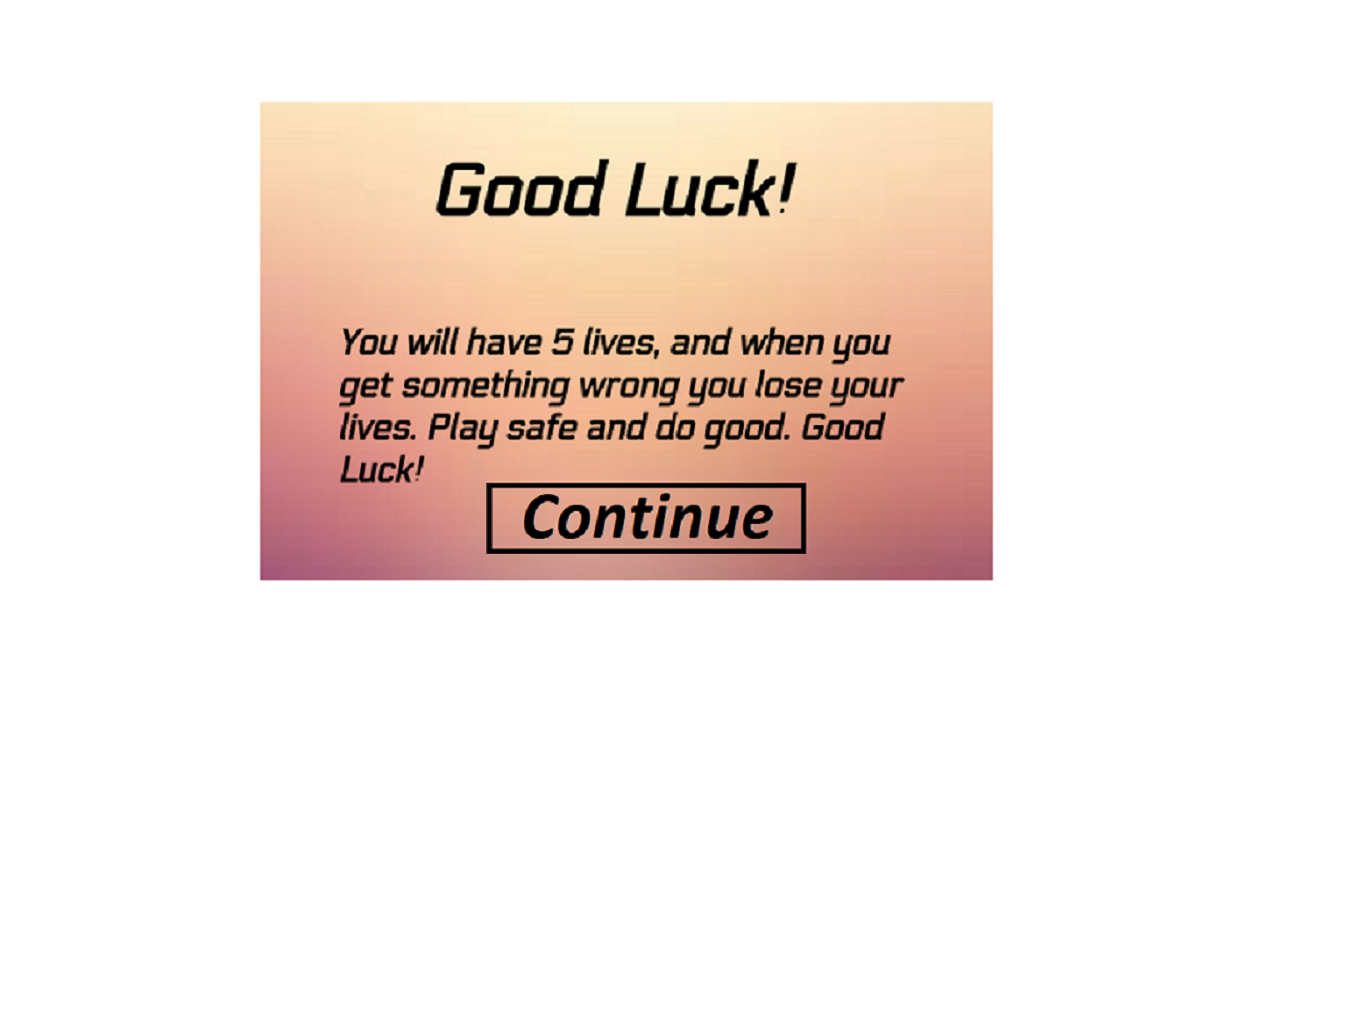 Good Luck!
You will have 5 lives, and when you
get something wrong you lose your
lives. Play safe and do good. Good
Luck!
Continue